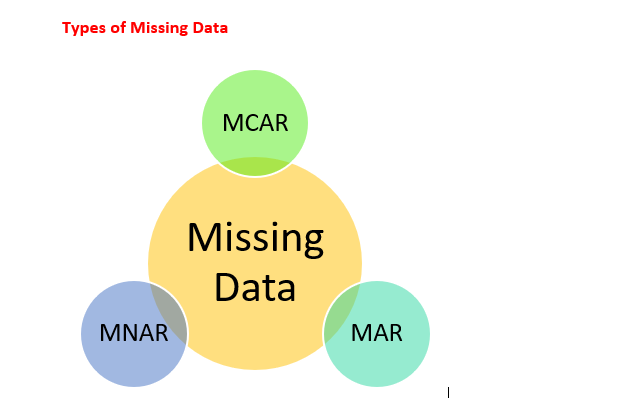 Types of Missing Data
MCAR
Missing
Data
MNAR
MAR